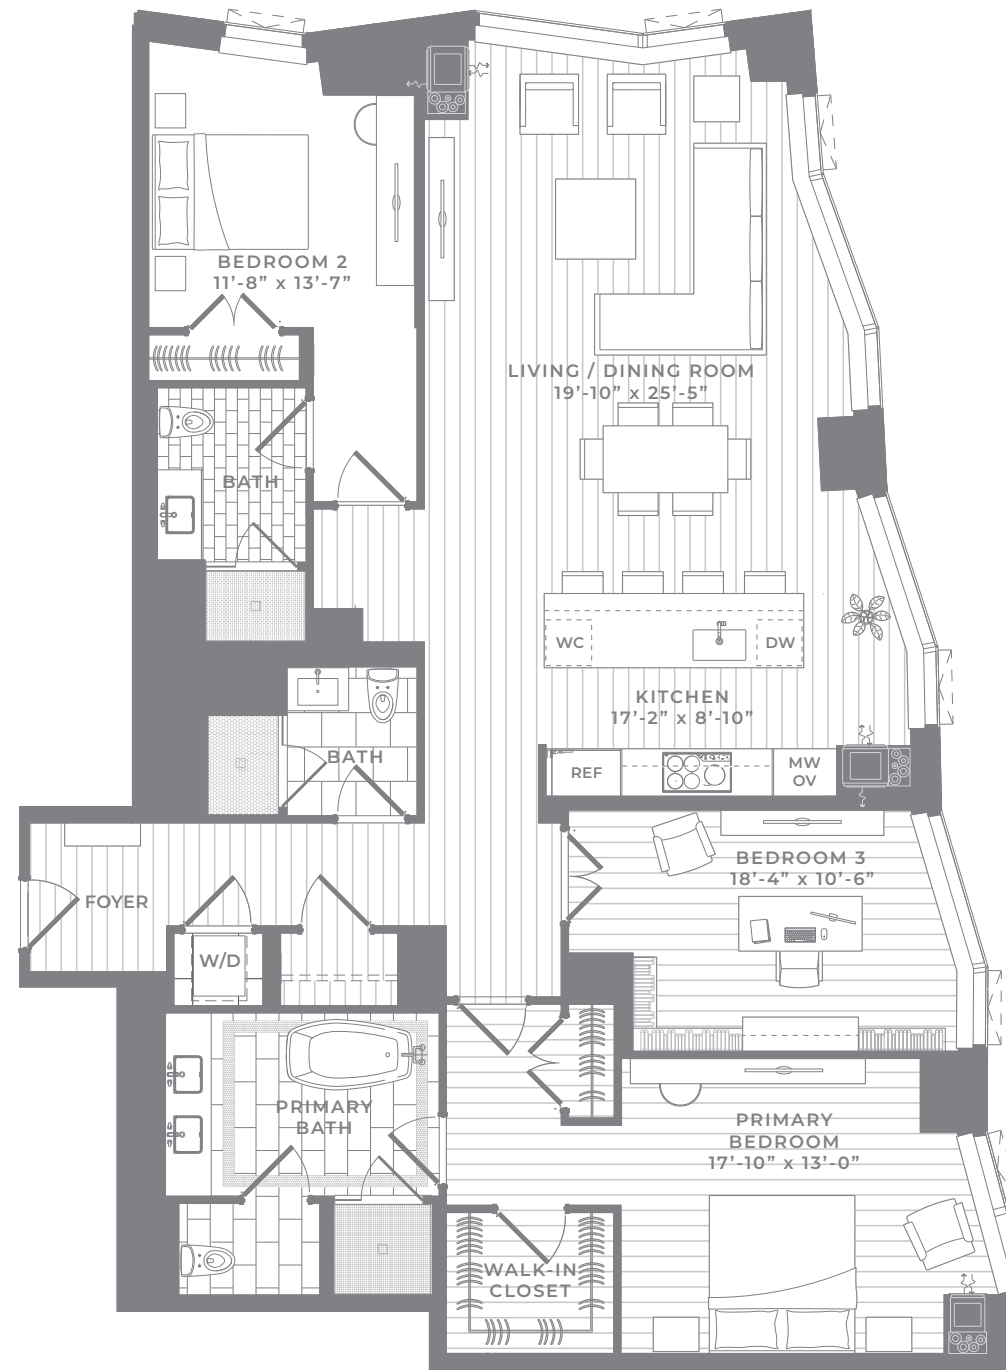 BEDROOM 2
11’-8” x 13’-7”
LIVING / DINING ROOM
19’-10” x 25’-5”
BATH
WC
DW
KITCHEN
17’-2” x 8’-10”
BATH
REF
MW
OV
BEDROOM 3
18’-4” x 10’-6”
FOYER
W/D
PRIMARY
BATH
PRIMARY
BEDROOM
17’-10” x 13’-0”
WALK-IN
CLOSET